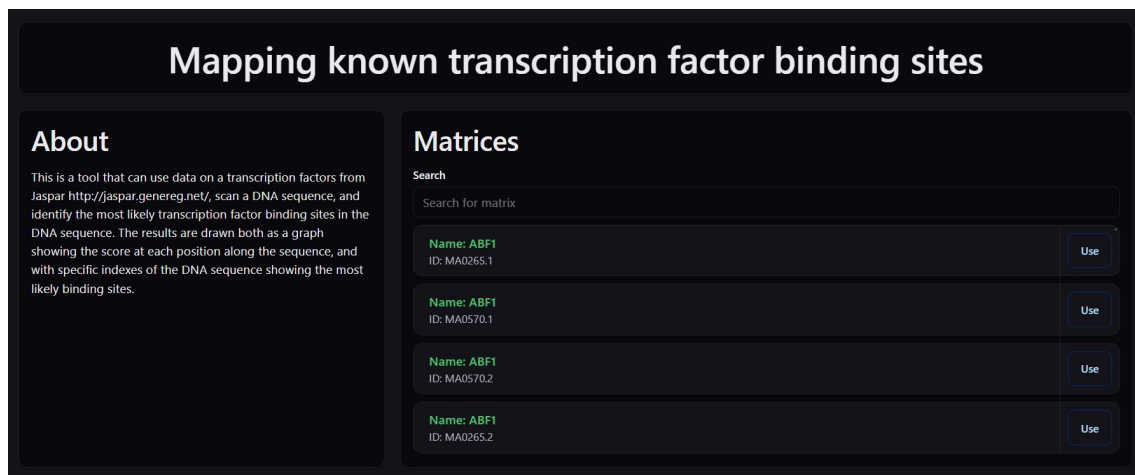 Mapping known transcription factor binding sites
About
This is a tool that can use data on a transcription factors from
Jaspar http://jaspar.genereg.net/, scan a DNA sequence, and
identify the most likely transcription factor binding sites in the
DNA sequence. The results are drawn both as a graph
showing the score at each position along the sequence, and
with specific indexes of the DNA sequence showing the most
likely binding sites.
Matrices
Search
Search for matrix
Name: ABF1
ID: MA0265.1
Use
Name: ABF1
ID: MA0570.1
Use
Name: ABF1
ID: MA0570.2
Use
Name: ABF1
ID: MA0265.2
Use